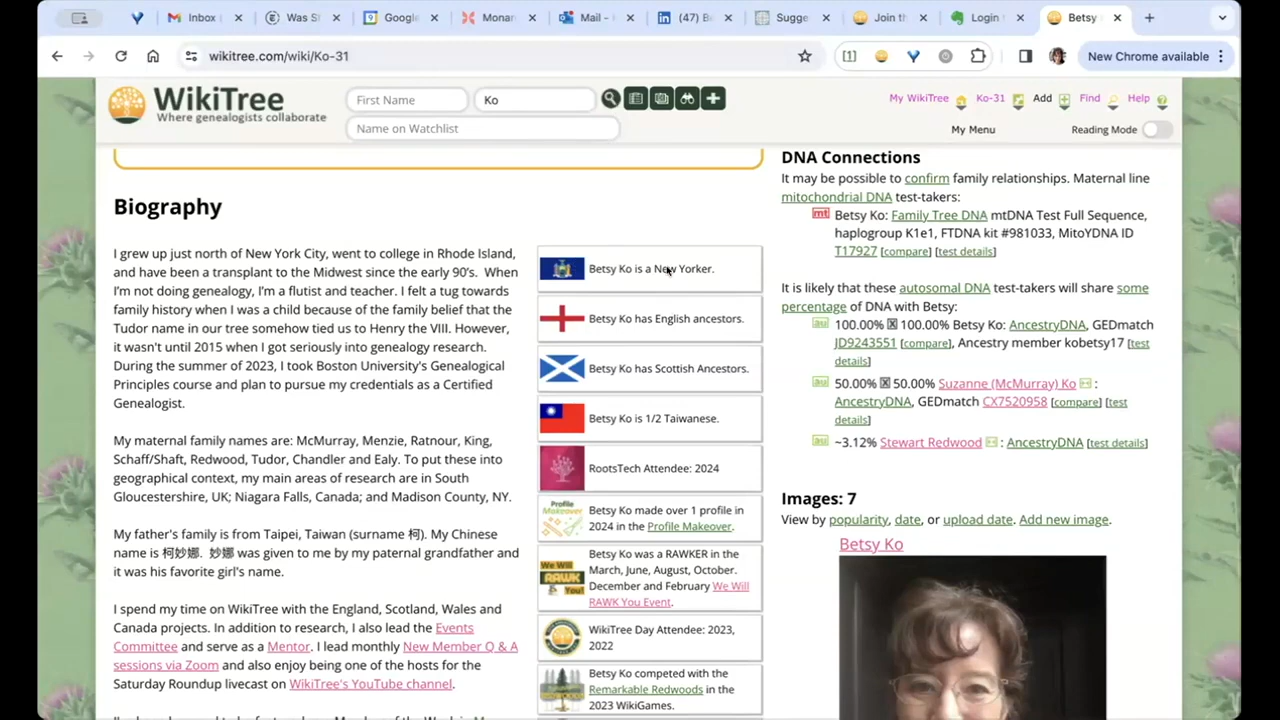 Inbox
Was S
Google
Monar
Mail -
(47) B
Sugge
Join th
Login
Betsy
wikitree.com/wiki/Ko-31
New Chrome available
WikiTree
Where genealogists collaborate
First Name
Ko
Name on Watchlist
My WikiTree
Ko-31
Add
Find
Help
My Menu
Reading Mode
Biography
I grew up just north of New York City, went to college in Rhode Island,
and have been a transplant to the Midwest since the early 90's. When
I'm not doing genealogy, I'm a flutist and teacher. I felt a tug towards
family history when I was a child because of the family belief that the
Tudor name in our tree somehow tied us to Henry the VIII. However,
it wasn't until 2015 when I got seriously into genealogy research.
During the summer of 2023, I took Boston University's Genealogical
Principles course and plan to pursue my credentials as a Certified
Genealogist.
My maternal family names are: McMurray, Menzie, Ratnour, King,
Schaff/Shaft, Redwood, Tudor, Chandler and Ealy. To put these into
geographical context, my main areas of research are in South
Gloucestershire, UK; Niagara Falls, Canada; and Madison County, NY.
My father's family is from Taipei, Taiwan (surname 柯). My Chinese
name is 柯妙娜. 妙娜 was given to me by my paternal grandfather and
it was his favorite girl's name.
I spend my time on WikiTree with the England, Scotland, Wales and
Canada projects. In addition to research, I also lead the Events
Committee and serve as a Mentor. I lead monthly New Member Q & A
sessions via Zoom and also enjoy being one of the hosts for the
Saturday Roundup livecast on WikiTree's YouTube channel.
Betsy Ko is a New Yorker.
Betsy Ko has English ancestors.
Betsy Ko has Scottish Ancestors.
Betsy Ko is 1/2 Taiwanese.
RootsTech Attendee: 2024
Profile
Makeover
Betsy Ko made over 1 profile in
2024 in the Profile Makeover.
We Will
RAWK
You!
Betsy Ko was a RAWKER in the
March, June, August, October.
December and February We Will
RAWK You Event.
WikiTree Day Attendee: 2023,
2022
Betsy Ko competed with the
Remarkable Redwoods in the
2023 WikiGames.
DNA Connections
It may be possible to confirm family relationships. Maternal line
mitochondrial DNA test-takers:
mt
Betsy Ko: Family Tree DNA mtDNA Test Full Sequence,
haplogroup K1e1, FTDNA kit #981033, MitoYDNA ID
T17927 [compare] [test details]
It is likely that these autosomal DNA test-takers will share some
percentage of DNA with Betsy:
au
100.00% 100.00% Betsy Ko: AncestryDNA, GEDmatch
JD9243551 [compare], Ancestry member kobetsy17 [test
details]
au
50.00% 50.00% Suzanne (McMurray) Ko :
AncestryDNA, GEDmatch CX7520958 [compare] [test
details]
au
~3.12% Stewart Redwood : AncestryDNA [test details]
Images: 7
View by popularity, date, or upload date. Add new image.
Betsy Ko